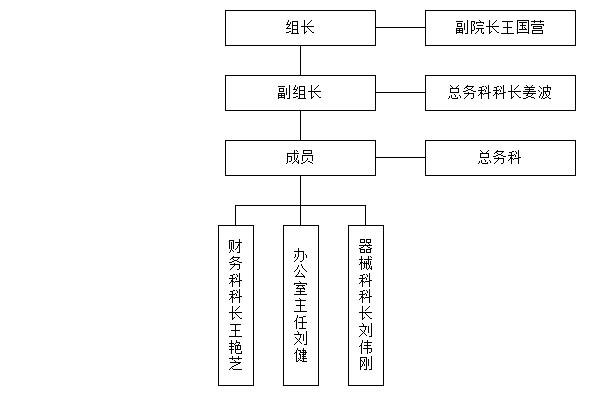 组长
副院长王国营
副组长
总务科科长姜波
成员
总务科
财务科科长王艳芝
办公室主任刘健
器械科科长刘伟刚